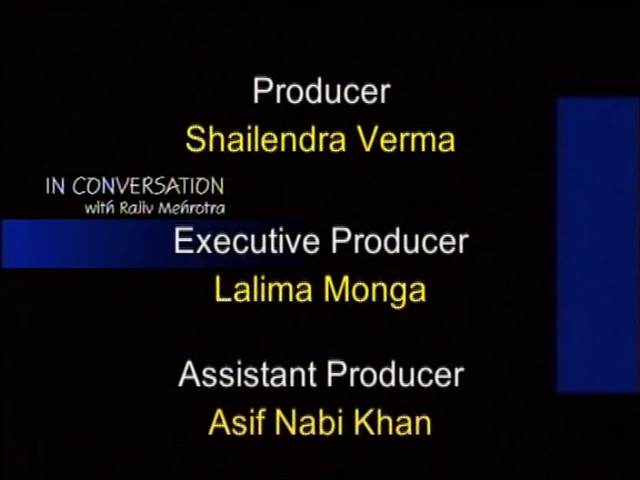 Producer
Shailendra Verma
IN CONVERSATION
with Rajiv Mehrotra
Executive Producer
Lalima Monga
Assistant Producer
Asif Nabi Khan